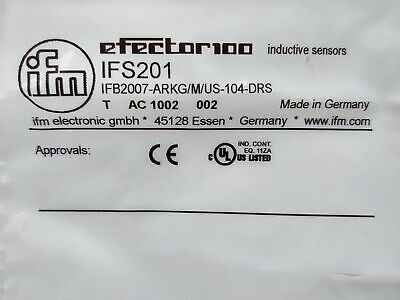 ifm
efector100 inductive sensors
IFS201
IFB2007-ARKG/M/US-104-DRS
T AC 1002 002 Made in Germany
ifm electronic gmbh * 45128 Essen * Germany * www.ifm.com
Approvals: CE c UL US LISTED
IND. CONT.
EQ. 11ZA